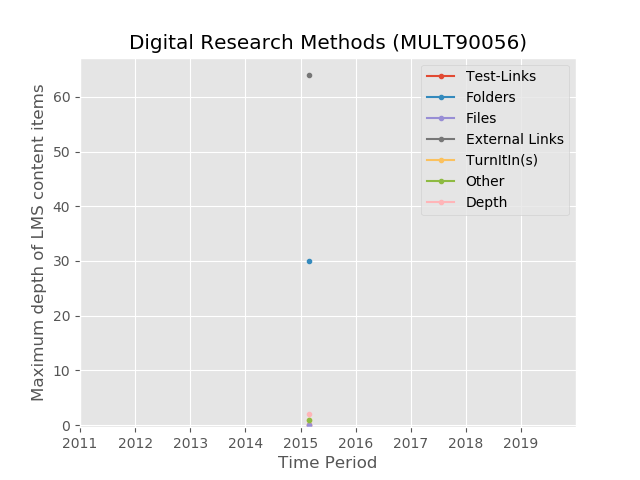 Digital Research Methods (MULT90056)
Maximum depth of LMS content items
60
50
40
30
20
10
0
Test-Links
Folders
Files
External Links
TurnItIn(s)
Other
Depth
2011 2012 2013 2014 2015 2016 2017 2018 2019
Time Period